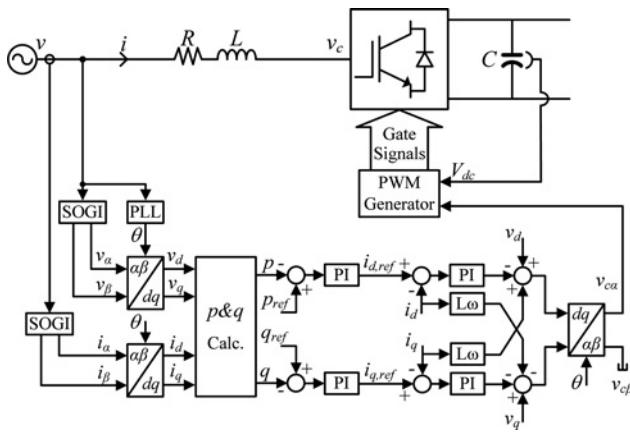 v
i
R
L
v_c
C
Gate
Signals
V_dc
PWM
Generator
SOGI
PLL
θ
v_α
v_β
αβ
dq
v_d
v_q
SOGI
θ
i_α
i_β
αβ
dq
i_d
i_q
p&q
Calc.
p
-
+
p_ref
q_ref
+
-
q
PI
i_d,ref
+
-
i_d
PI
Lω
i_q
Lω
PI
i_q,ref
+
-
PI
v_d
-
+
+
-
-
+
v_q
dq
αβ
θ
v_cα
v_cβ